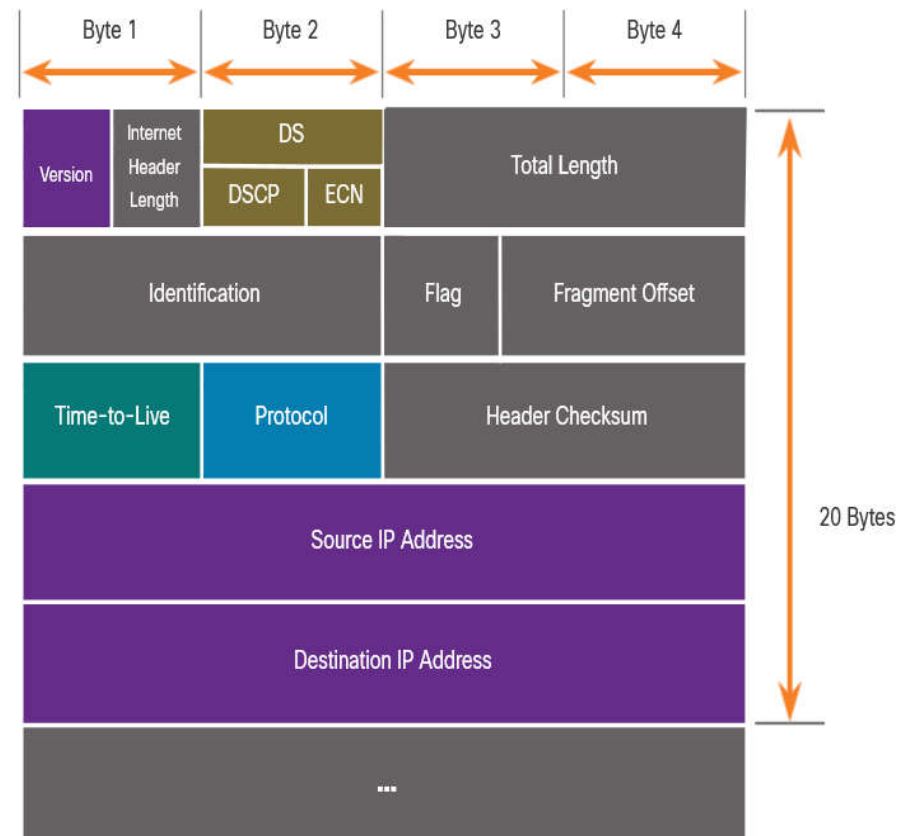 Byte 1
Byte 2
Byte 3
Byte 4
Version
Internet
Header
Length
DS
DSCP
ECN
Total Length
Identification
Flag
Fragment Offset
Time-to-Live
Protocol
Header Checksum
Source IP Address
20 Bytes
Destination IP Address
...